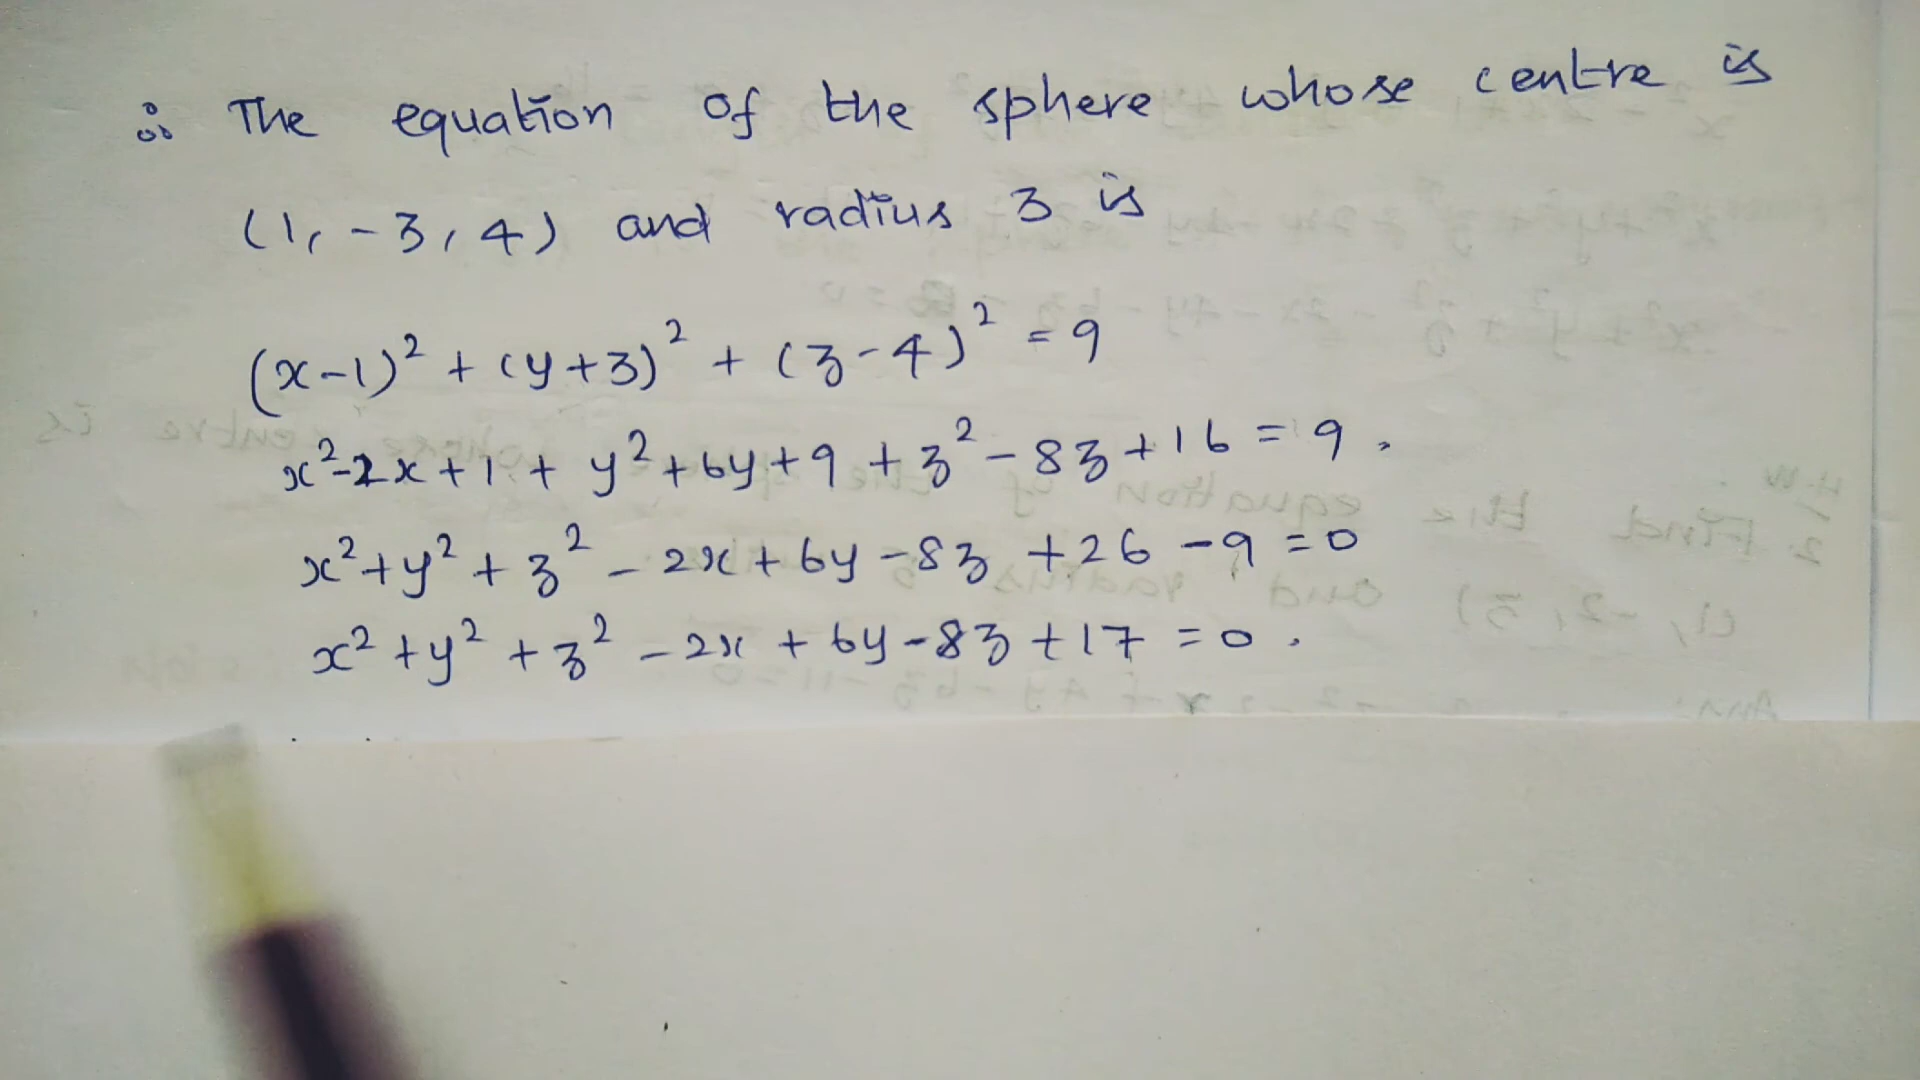 ∴ The equation of the sphere whose centre is
(1, -3, 4) and radius 3 is
(x-1)² + (y+3)² + (z-4)² = 9
x²-2x+1 + y²+6y+9 + z²-8z+16 = 9.
x²+y²+z² - 2x+6y-8z +26 -9 = 0
x²+y²+z² - 2x + 6y-8z+17 = 0.